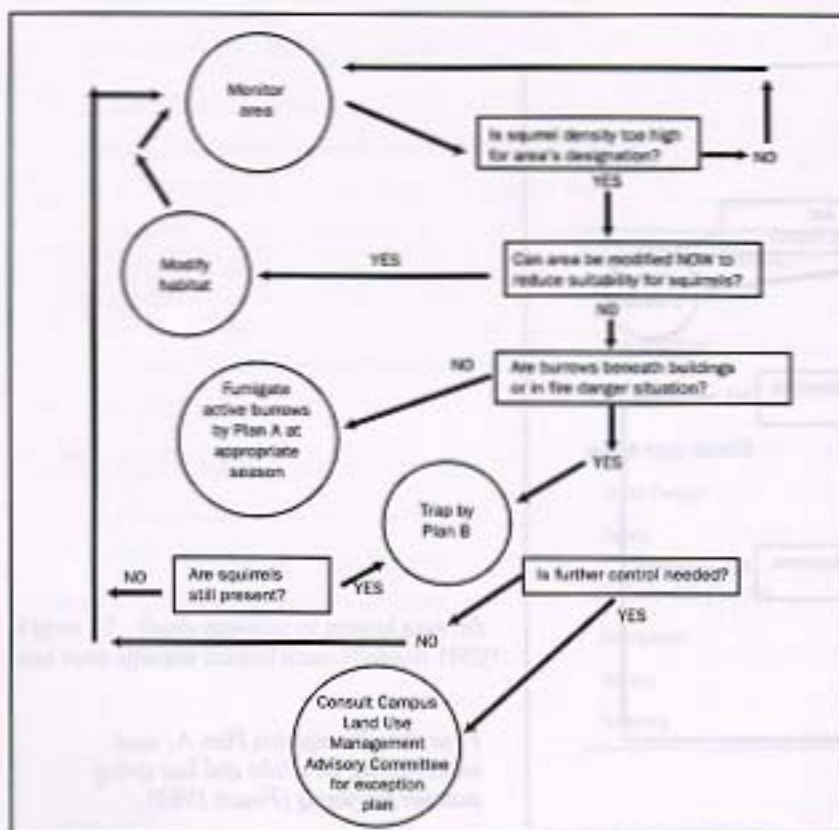 Monitor
area
Is squirrel density too high
for area's designation?
NO
YES
Can area be modified NOW to
reduce suitability for squirrels?
YES
Modify
habitat
NO
Are burrows beneath buildings
or in fire danger situation?
NO
Fumigate
active burrows
by Plan A at
appropriate
season
YES
Trap by
Plan B
Are squirrels
still present?
NO
YES
Is further control needed?
NO
YES
Consult Campus
Land Use
Management
Advisory Committee
for exception
plan